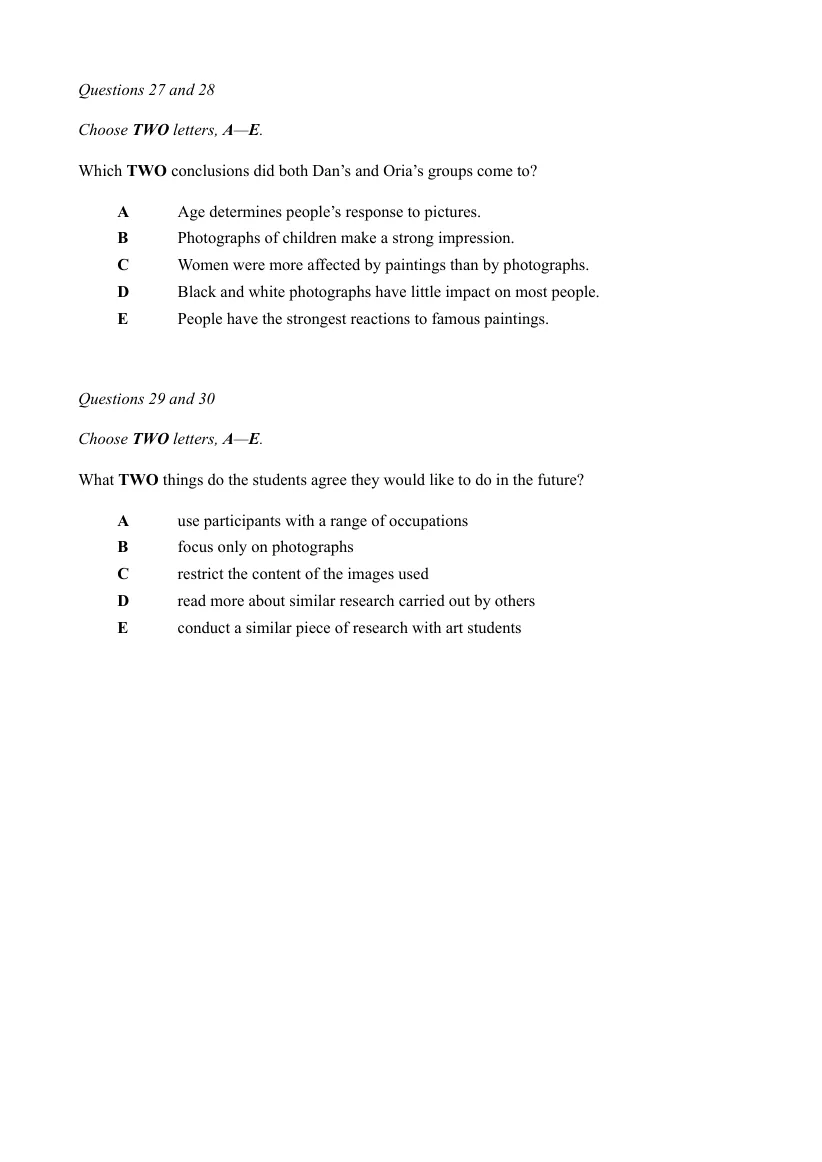 Questions 27 and 28
Choose TWO letters, A—E.
Which TWO conclusions did both Dan’s and Oria’s groups come to?
A Age determines people’s response to pictures.
B Photographs of children make a strong impression.
C Women were more affected by paintings than by photographs.
D Black and white photographs have little impact on most people.
E People have the strongest reactions to famous paintings.
Questions 29 and 30
Choose TWO letters, A—E.
What TWO things do the students agree they would like to do in the future?
A use participants with a range of occupations
B focus only on photographs
C restrict the content of the images used
D read more about similar research carried out by others
E conduct a similar piece of research with art students